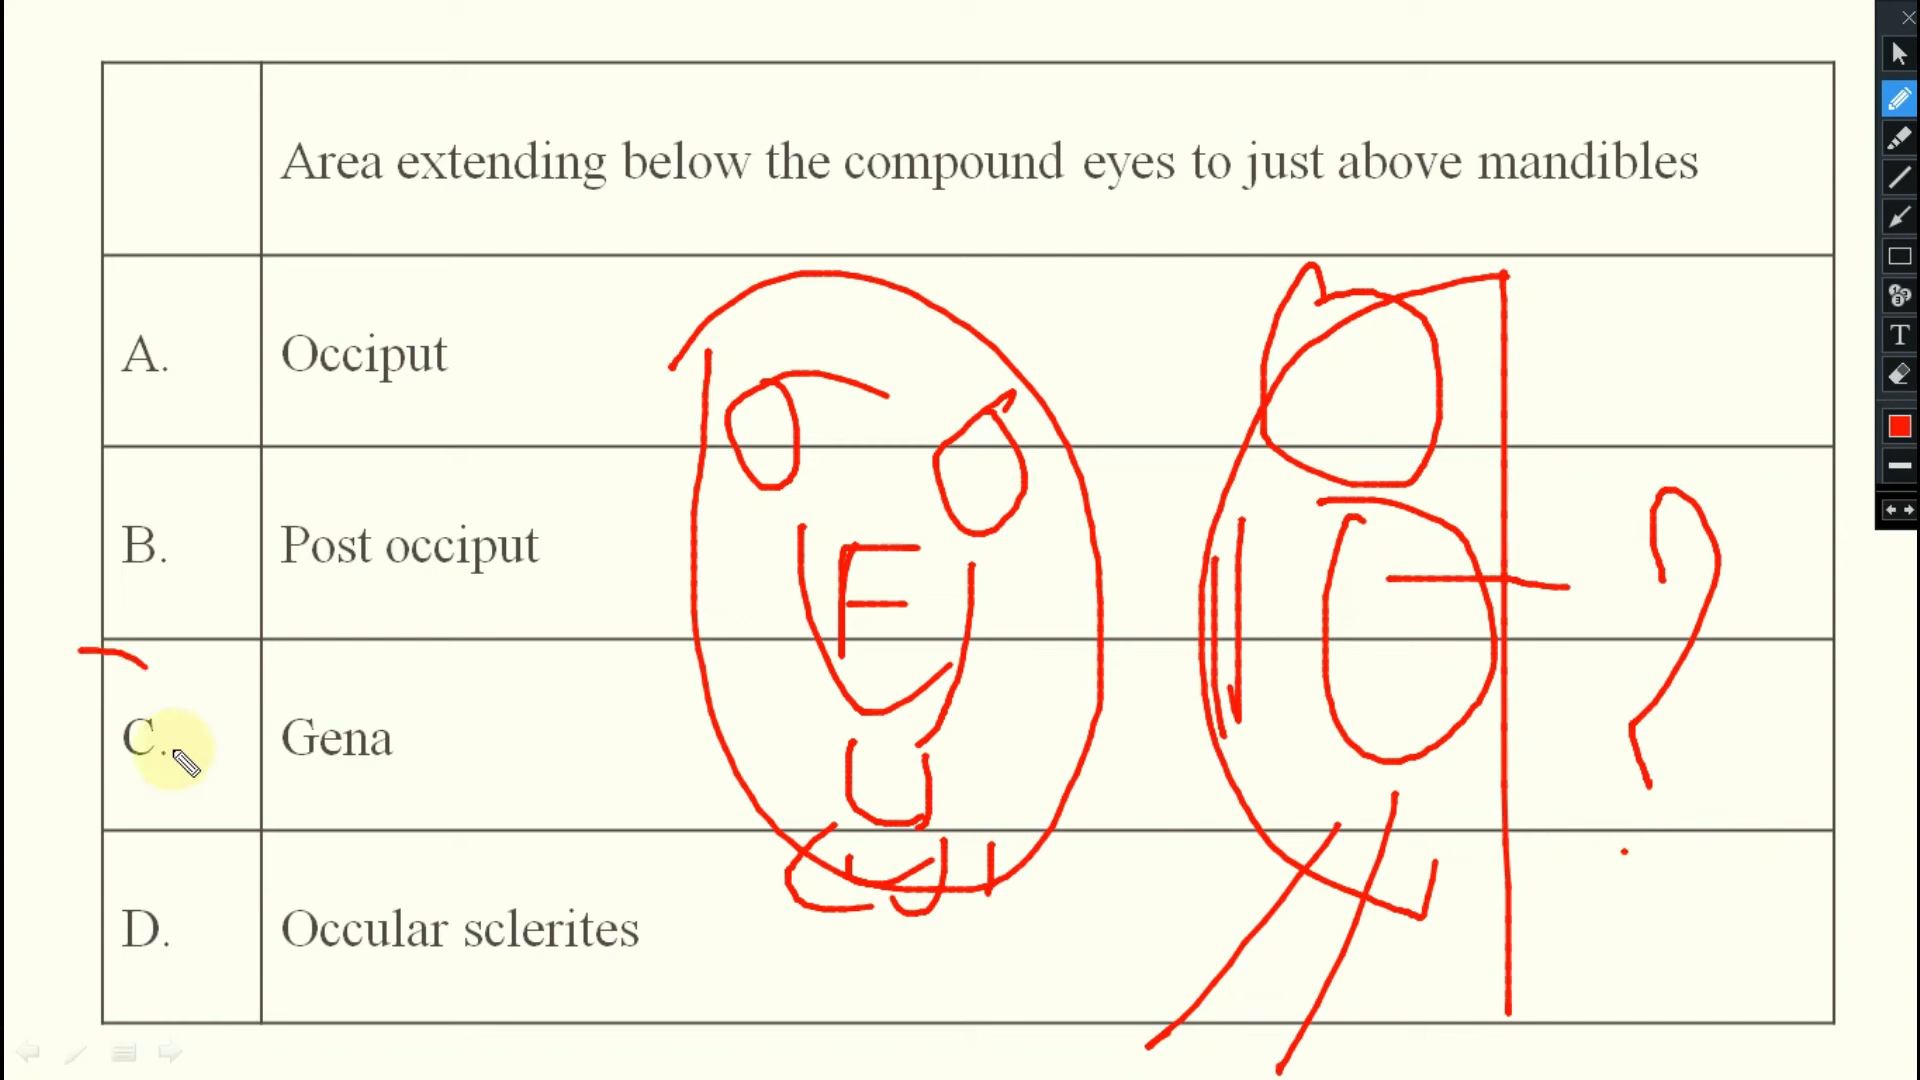 Area extending below the compound eyes to just above mandibles
A. Occiput
B. Post occiput
F
C. Gena
D. Occular sclerites
T